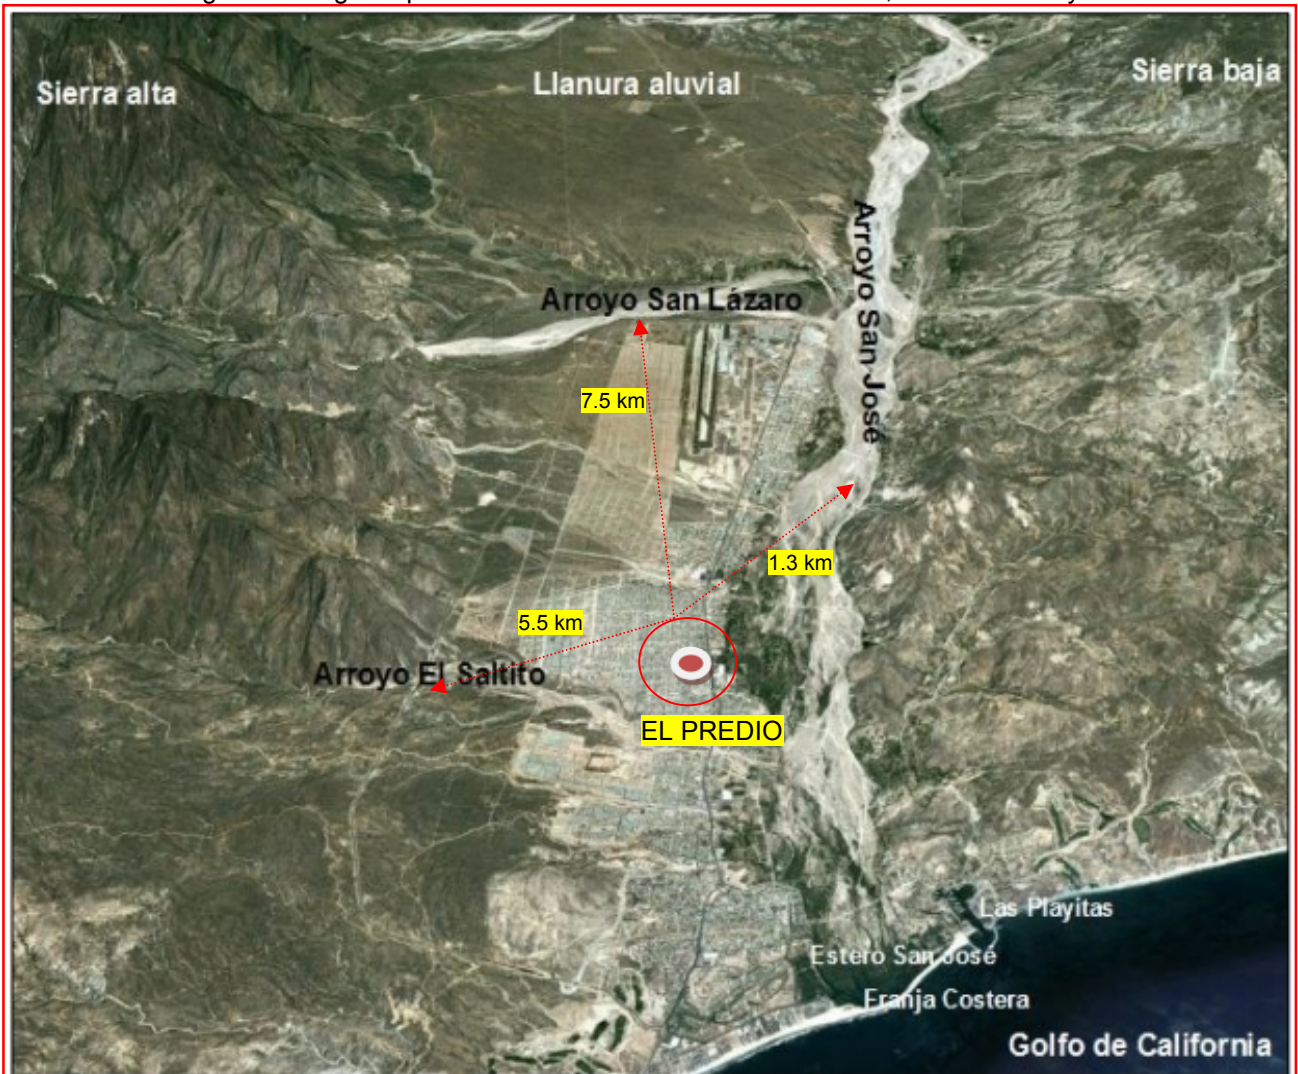 Sierra alta
Llanura aluvial
Sierra baja
Arroyo San José
Arroyo San Lázaro
7.5 km
1.3 km
5.5 km
Arroyo El Saltito
EL PREDIO
Las Playitas
Estero San José
Franja Costera
Golfo de California